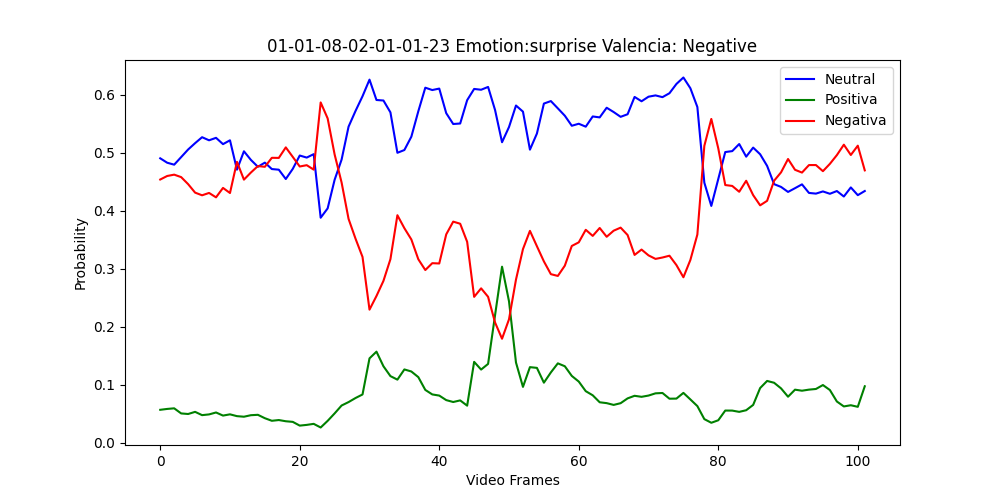 01-01-08-02-01-01-23 Emotion:surprise Valencia: Negative
Neutral
Positiva
Negativa
Probability
0.6
0.5
0.4
0.3
0.2
0.1
0.0
0 20 40 60 80 100
Video Frames